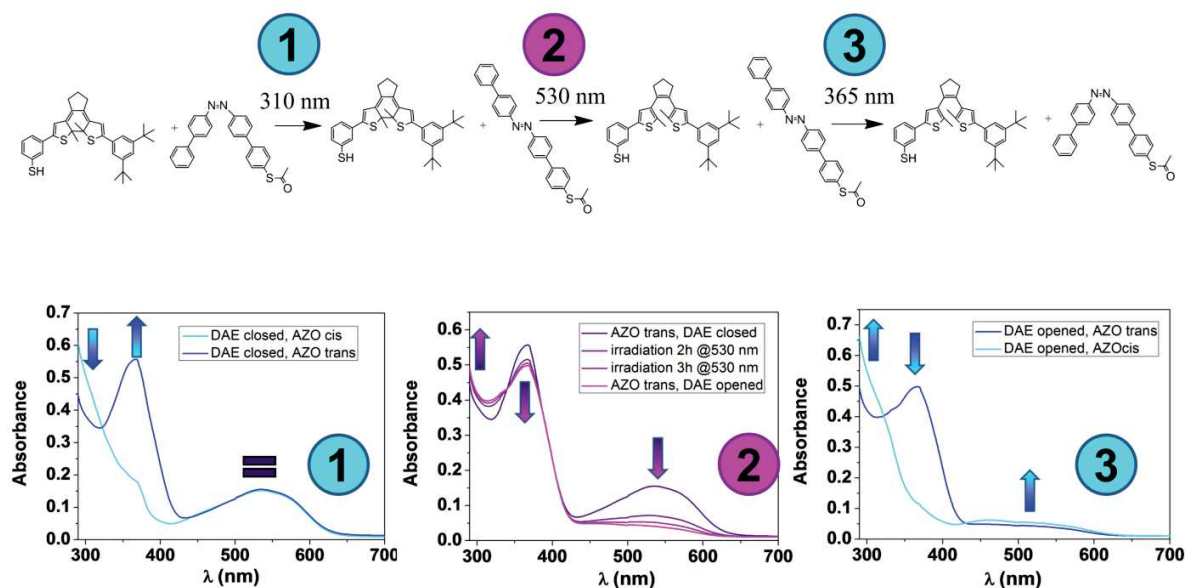 1
2
3
310 nm
530 nm
365 nm
N=N
N=N
N=N
N=N
+
+
+
+
S
S
S
S
S
S
S
S
SH
SH
SH
SH
S
O
S
O
S
O
S
O
0.7
0.6
0.5
0.4
0.3
0.2
0.1
0.0
Absorbance
DAE closed, AZO cis
DAE closed, AZO trans
=
1
300
400
500
600
700
λ (nm)
0.6
0.5
0.4
0.3
0.2
0.1
0.0
Absorbance
AZO trans, DAE closed
irradiation 2h @530 nm
irradiation 3h @530 nm
AZO trans, DAE opened
2
300
400
500
600
700
λ (nm)
0.7
0.6
0.5
0.4
0.3
0.2
0.1
0.0
Absorbance
DAE opened, AZO trans
DAE opened, AZOcis
3
300
400
500
600
700
λ (nm)